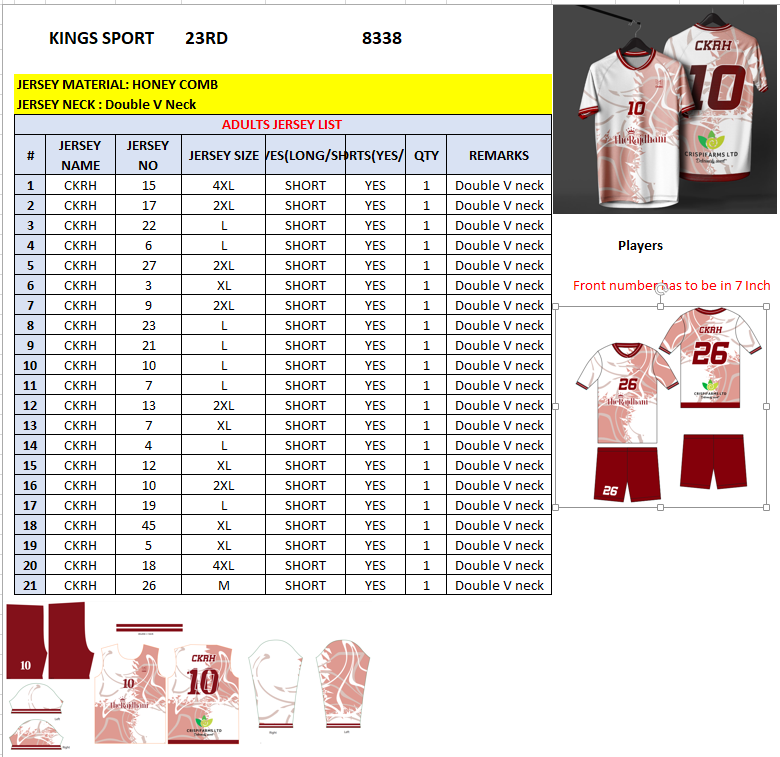 KINGS SPORT 23RD 8338
JERSEY MATERIAL: HONEY COMB
JERSEY NECK : Double V Neck
ADULTS JERSEY LIST
# JERSEY NAME JERSEY NO JERSEY SIZE /ES(LONG/SH RTS(YES/ QTY REMARKS
1 CKRH 15 4XL SHORT YES 1 Double V neck
2 CKRH 17 2XL SHORT YES 1 Double V neck
3 CKRH 22 L SHORT YES 1 Double V neck
4 CKRH 6 L SHORT YES 1 Double V neck
5 CKRH 27 2XL SHORT YES 1 Double V neck
6 CKRH 3 XL SHORT YES 1 Double V neck
7 CKRH 9 2XL SHORT YES 1 Double V neck
8 CKRH 23 L SHORT YES 1 Double V neck
9 CKRH 21 L SHORT YES 1 Double V neck
10 CKRH 10 L SHORT YES 1 Double V neck
11 CKRH 7 L SHORT YES 1 Double V neck
12 CKRH 13 2XL SHORT YES 1 Double V neck
13 CKRH 7 XL SHORT YES 1 Double V neck
14 CKRH 4 L SHORT YES 1 Double V neck
15 CKRH 12 XL SHORT YES 1 Double V neck
16 CKRH 10 2XL SHORT YES 1 Double V neck
17 CKRH 19 L SHORT YES 1 Double V neck
18 CKRH 45 XL SHORT YES 1 Double V neck
19 CKRH 5 XL SHORT YES 1 Double V neck
20 CKRH 18 4XL SHORT YES 1 Double V neck
21 CKRH 26 M SHORT YES 1 Double V neck
CKRH
10
10
TheRajdhani
CRISPIFARMS LTD
Players
Front number has to be in 7 Inch
CKRH
26
26
TheRajdhani
CRISPIFARMS LTD
26
10
CKRH
10
10
TheRajdhani
CRISPIFARMS LTD
Left
Right
Right
Left